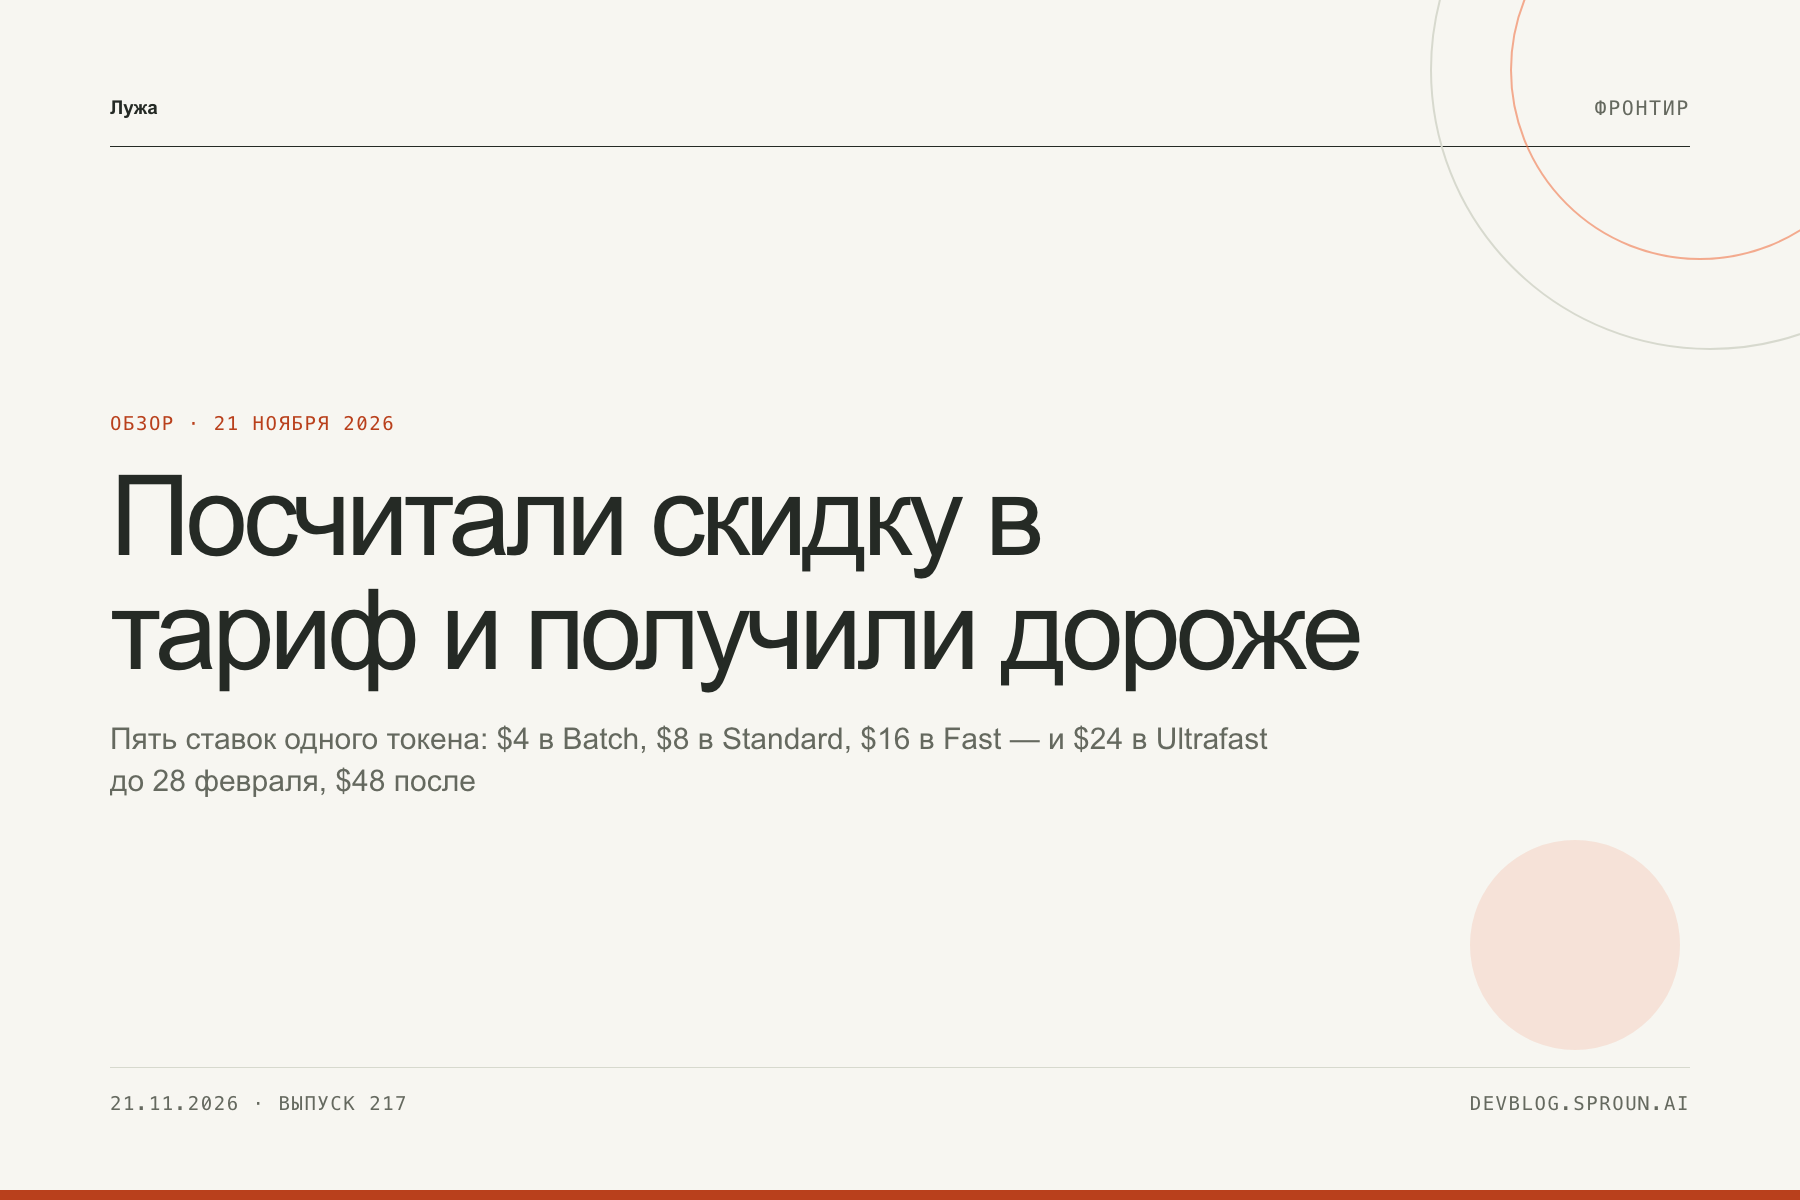 Лужа
ФРОНТИР
ОБЗОР · 21 НОЯБРЯ 2026
Посчитали скидку в
тариф и получили дороже
Пять ставок одного токена: $4 в Batch, $8 в Standard, $16 в Fast — и $24 в Ultrafast
до 28 февраля, $48 после
21.11.2026 · ВЫПУСК 217
DEVBLOG.SPROUN.AI